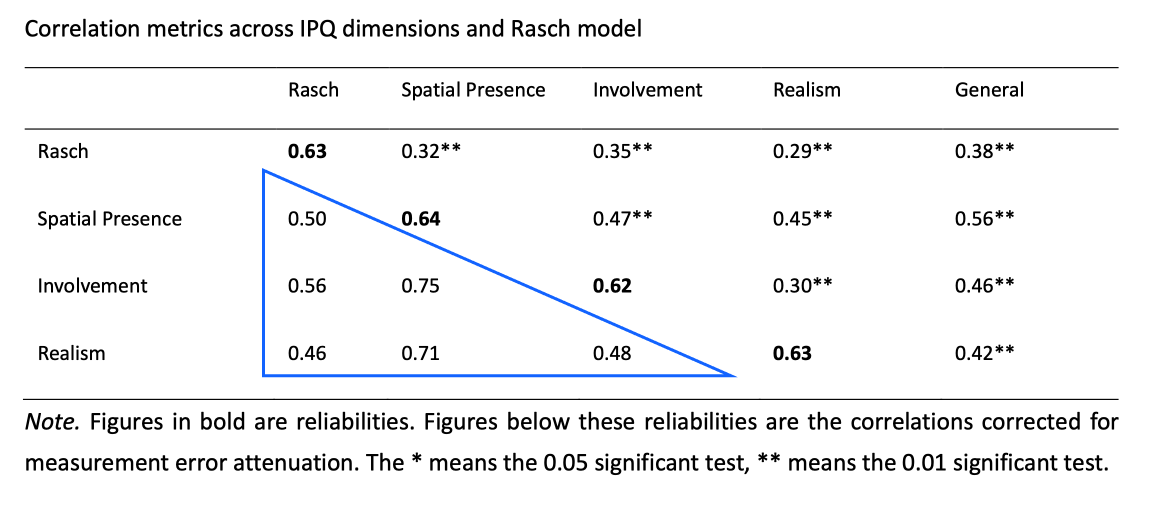 Correlation metrics across IPQ dimensions and Rasch model
Rasch Spatial Presence Involvement Realism General
Rasch 0.63 0.32** 0.35** 0.29** 0.38**
Spatial Presence 0.50 0.64 0.47** 0.45** 0.56**
Involvement 0.56 0.75 0.62 0.30** 0.46**
Realism 0.46 0.71 0.48 0.63 0.42**
Note. Figures in bold are reliabilities. Figures below these reliabilities are the correlations corrected for
measurement error attenuation. The * means the 0.05 significant test, ** means the 0.01 significant test.